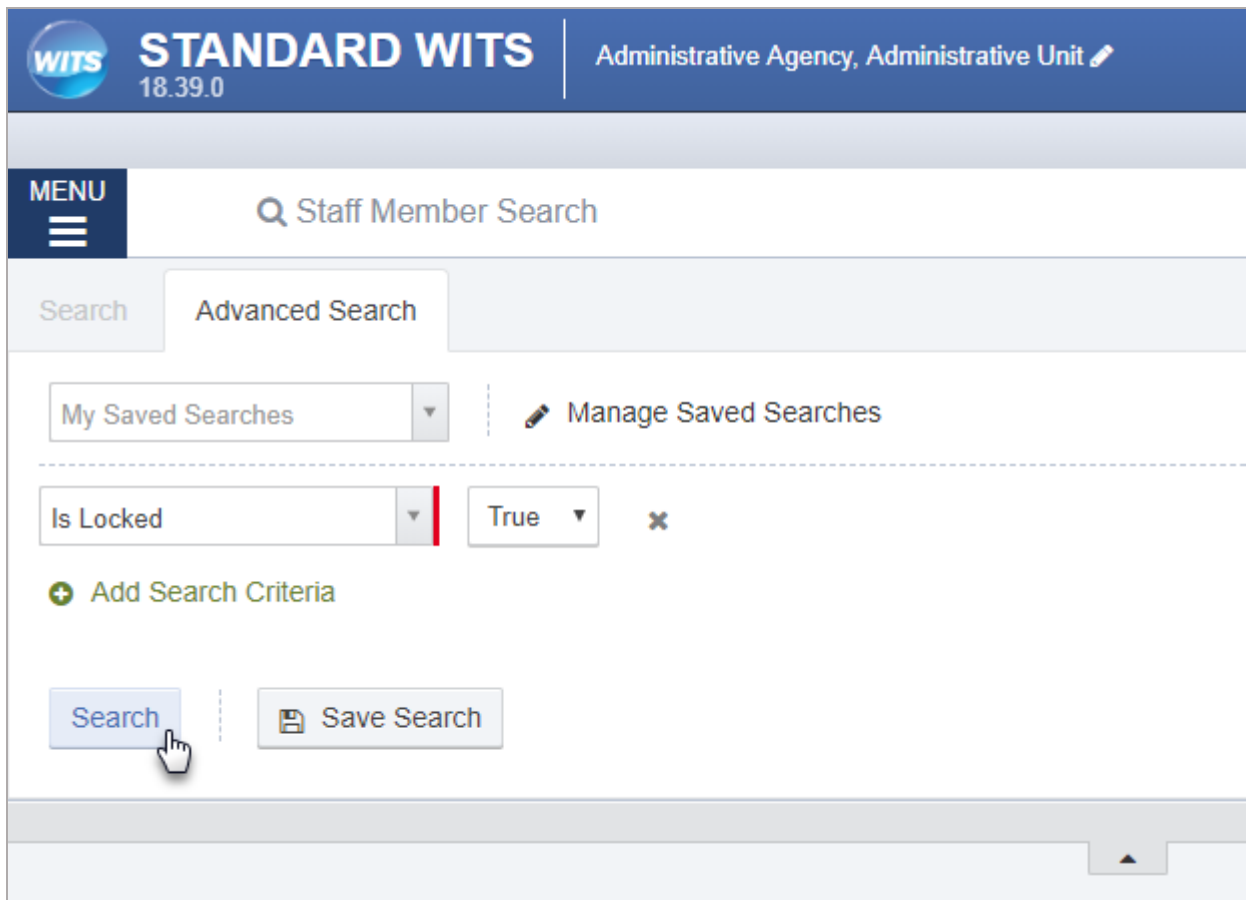 WITS
STANDARD WITS
18.39.0
Administrative Agency, Administrative Unit
MENU
Staff Member Search
Search
Advanced Search
My Saved Searches
Manage Saved Searches
Is Locked
True
Add Search Criteria
Search
Save Search